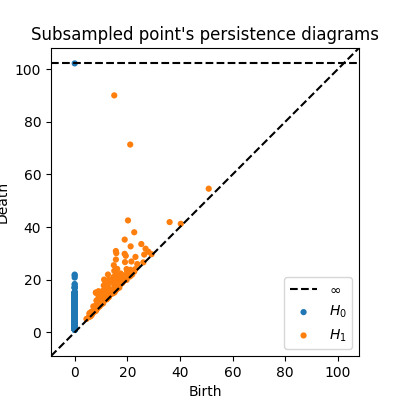 Subsampled point's persistence diagrams
100
80
60
40
20
0
Death
0 20 40 60 80 100
Birth
∞
H₀
H₁